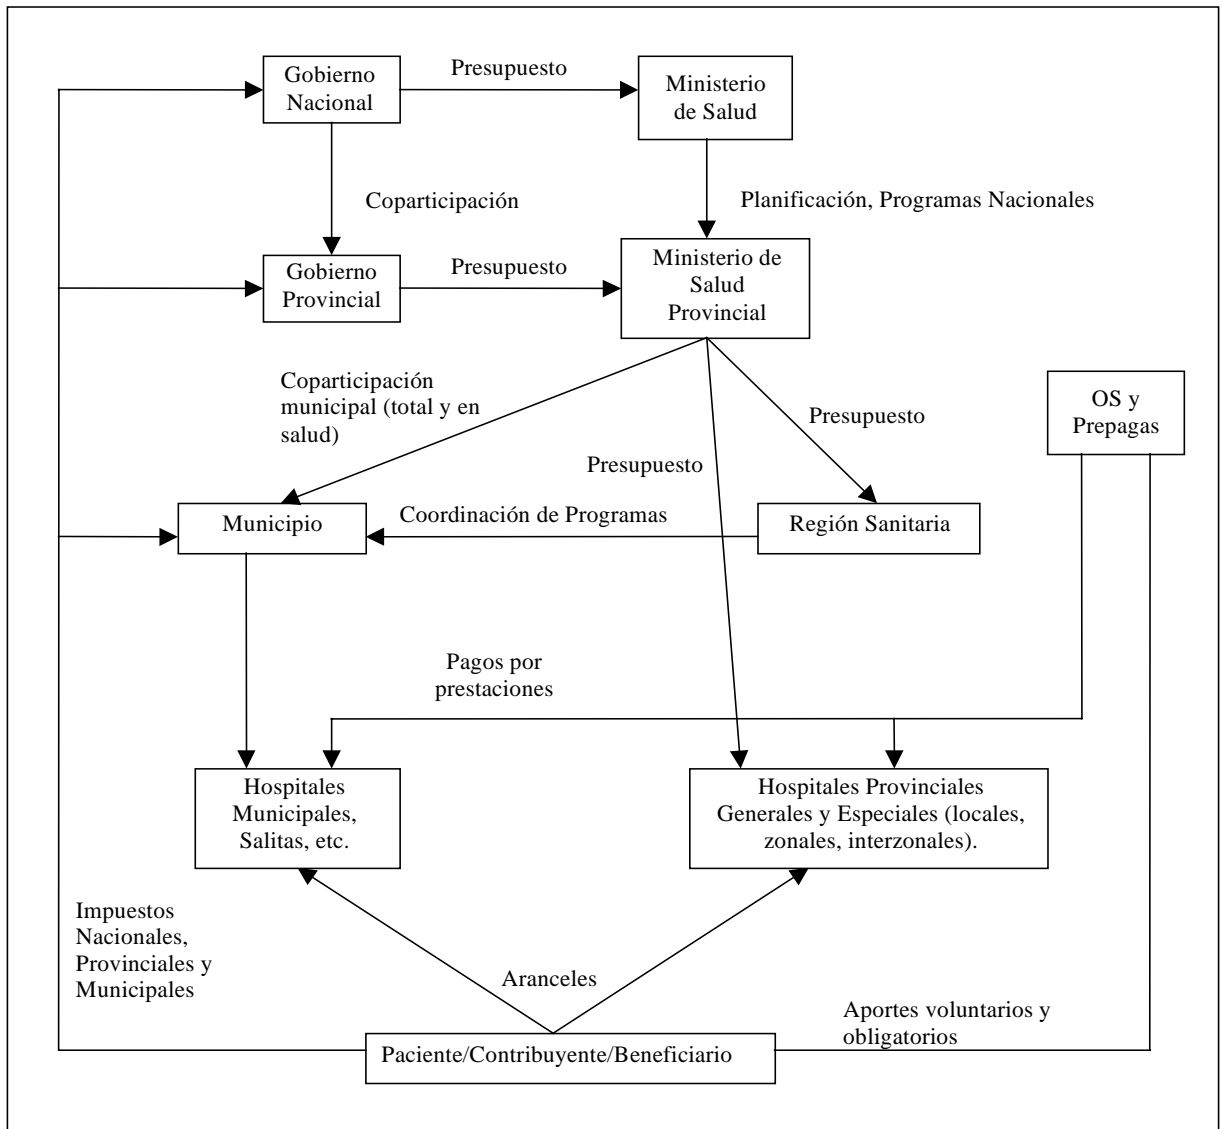 Gobierno
Nacional
Presupuesto
Ministerio
de Salud
Coparticipación
Planificación, Programas Nacionales
Gobierno
Provincial
Presupuesto
Ministerio de
Salud
Provincial
Coparticipación
municipal (total y en
salud)
Presupuesto
OS y
Prepagas
Presupuesto
Municipio
Coordinación de Programas
Región Sanitaria
Pagos por
prestaciones
Hospitales
Municipales,
Salitas, etc.
Hospitales Provinciales
Generales y Especiales (locales,
zonales, interzonales).
Impuestos
Nacionales,
Provinciales y
Municipales
Aranceles
Aportes voluntarios y
obligatorios
Paciente/Contribuyente/Beneficiario